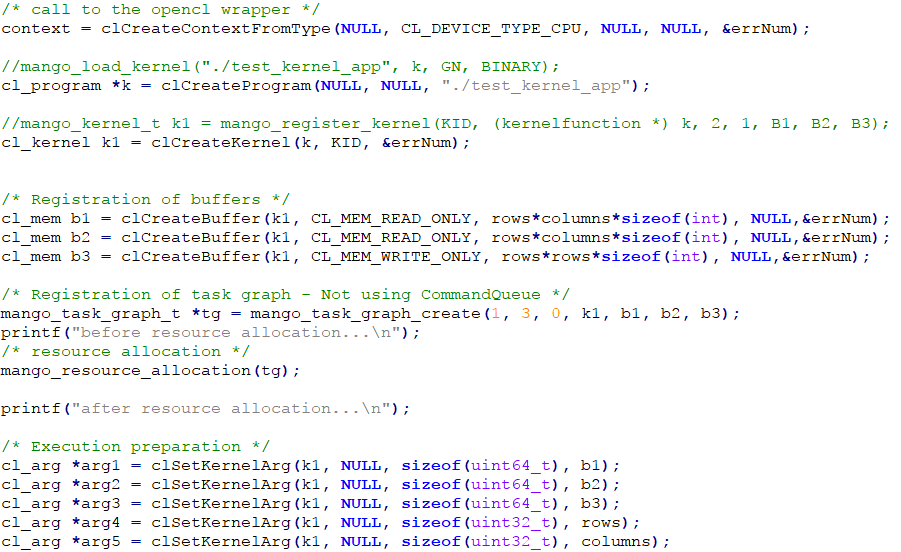 /* call to the opencl wrapper */
context = clCreateContextFromType(NULL, CL_DEVICE_TYPE_CPU, NULL, NULL, &errNum);
//mango_load_kernel("./test_kernel_app", k, GN, BINARY);
cl_program *k = clCreateProgram(NULL, NULL, "./test_kernel_app");
//mango_kernel_t k1 = mango_register_kernel(KID, (kernelfunction *) k, 2, 1, B1, B2, B3);
cl_kernel k1 = clCreateKernel(k, KID, &errNum);
/* Registration of buffers */
cl_mem b1 = clCreateBuffer(k1, CL_MEM_READ_ONLY, rows*columns*sizeof(int), NULL,&errNum);
cl_mem b2 = clCreateBuffer(k1, CL_MEM_READ_ONLY, rows*columns*sizeof(int), NULL,&errNum);
cl_mem b3 = clCreateBuffer(k1, CL_MEM_WRITE_ONLY, rows*rows*sizeof(int), NULL,&errNum);
/* Registration of task graph - Not using CommandQueue */
mango_task_graph_t *tg = mango_task_graph_create(1, 3, 0, k1, b1, b2, b3);
printf("before resource allocation...\n");
/* resource allocation */
mango_resource_allocation(tg);
printf("after resource allocation...\n");
/* Execution preparation */
cl_arg *arg1 = clSetKernelArg(k1, NULL, sizeof(uint64_t), b1);
cl_arg *arg2 = clSetKernelArg(k1, NULL, sizeof(uint64_t), b2);
cl_arg *arg3 = clSetKernelArg(k1, NULL, sizeof(uint64_t), b3);
cl_arg *arg4 = clSetKernelArg(k1, NULL, sizeof(uint32_t), rows);
cl_arg *arg5 = clSetKernelArg(k1, NULL, sizeof(uint32_t), columns);